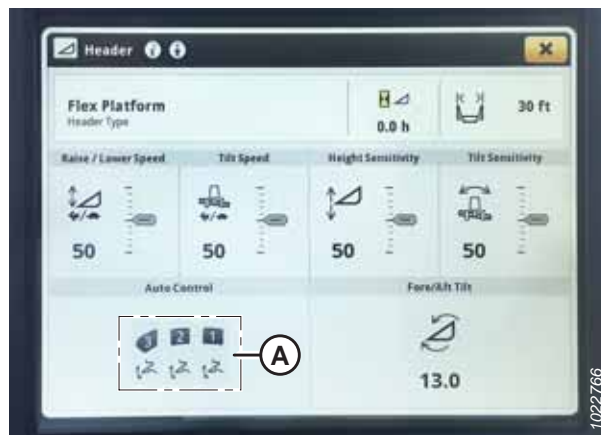 Header
Flex Platform
Header Type
0.0 h
30 ft
Raise / Lower Speed
Tilt Speed
Height Sensitivity
Tilt Sensitivity
50
50
50
50
Auto Control
Fore/Aft Tilt
3 2 1
A
13.0
1022766